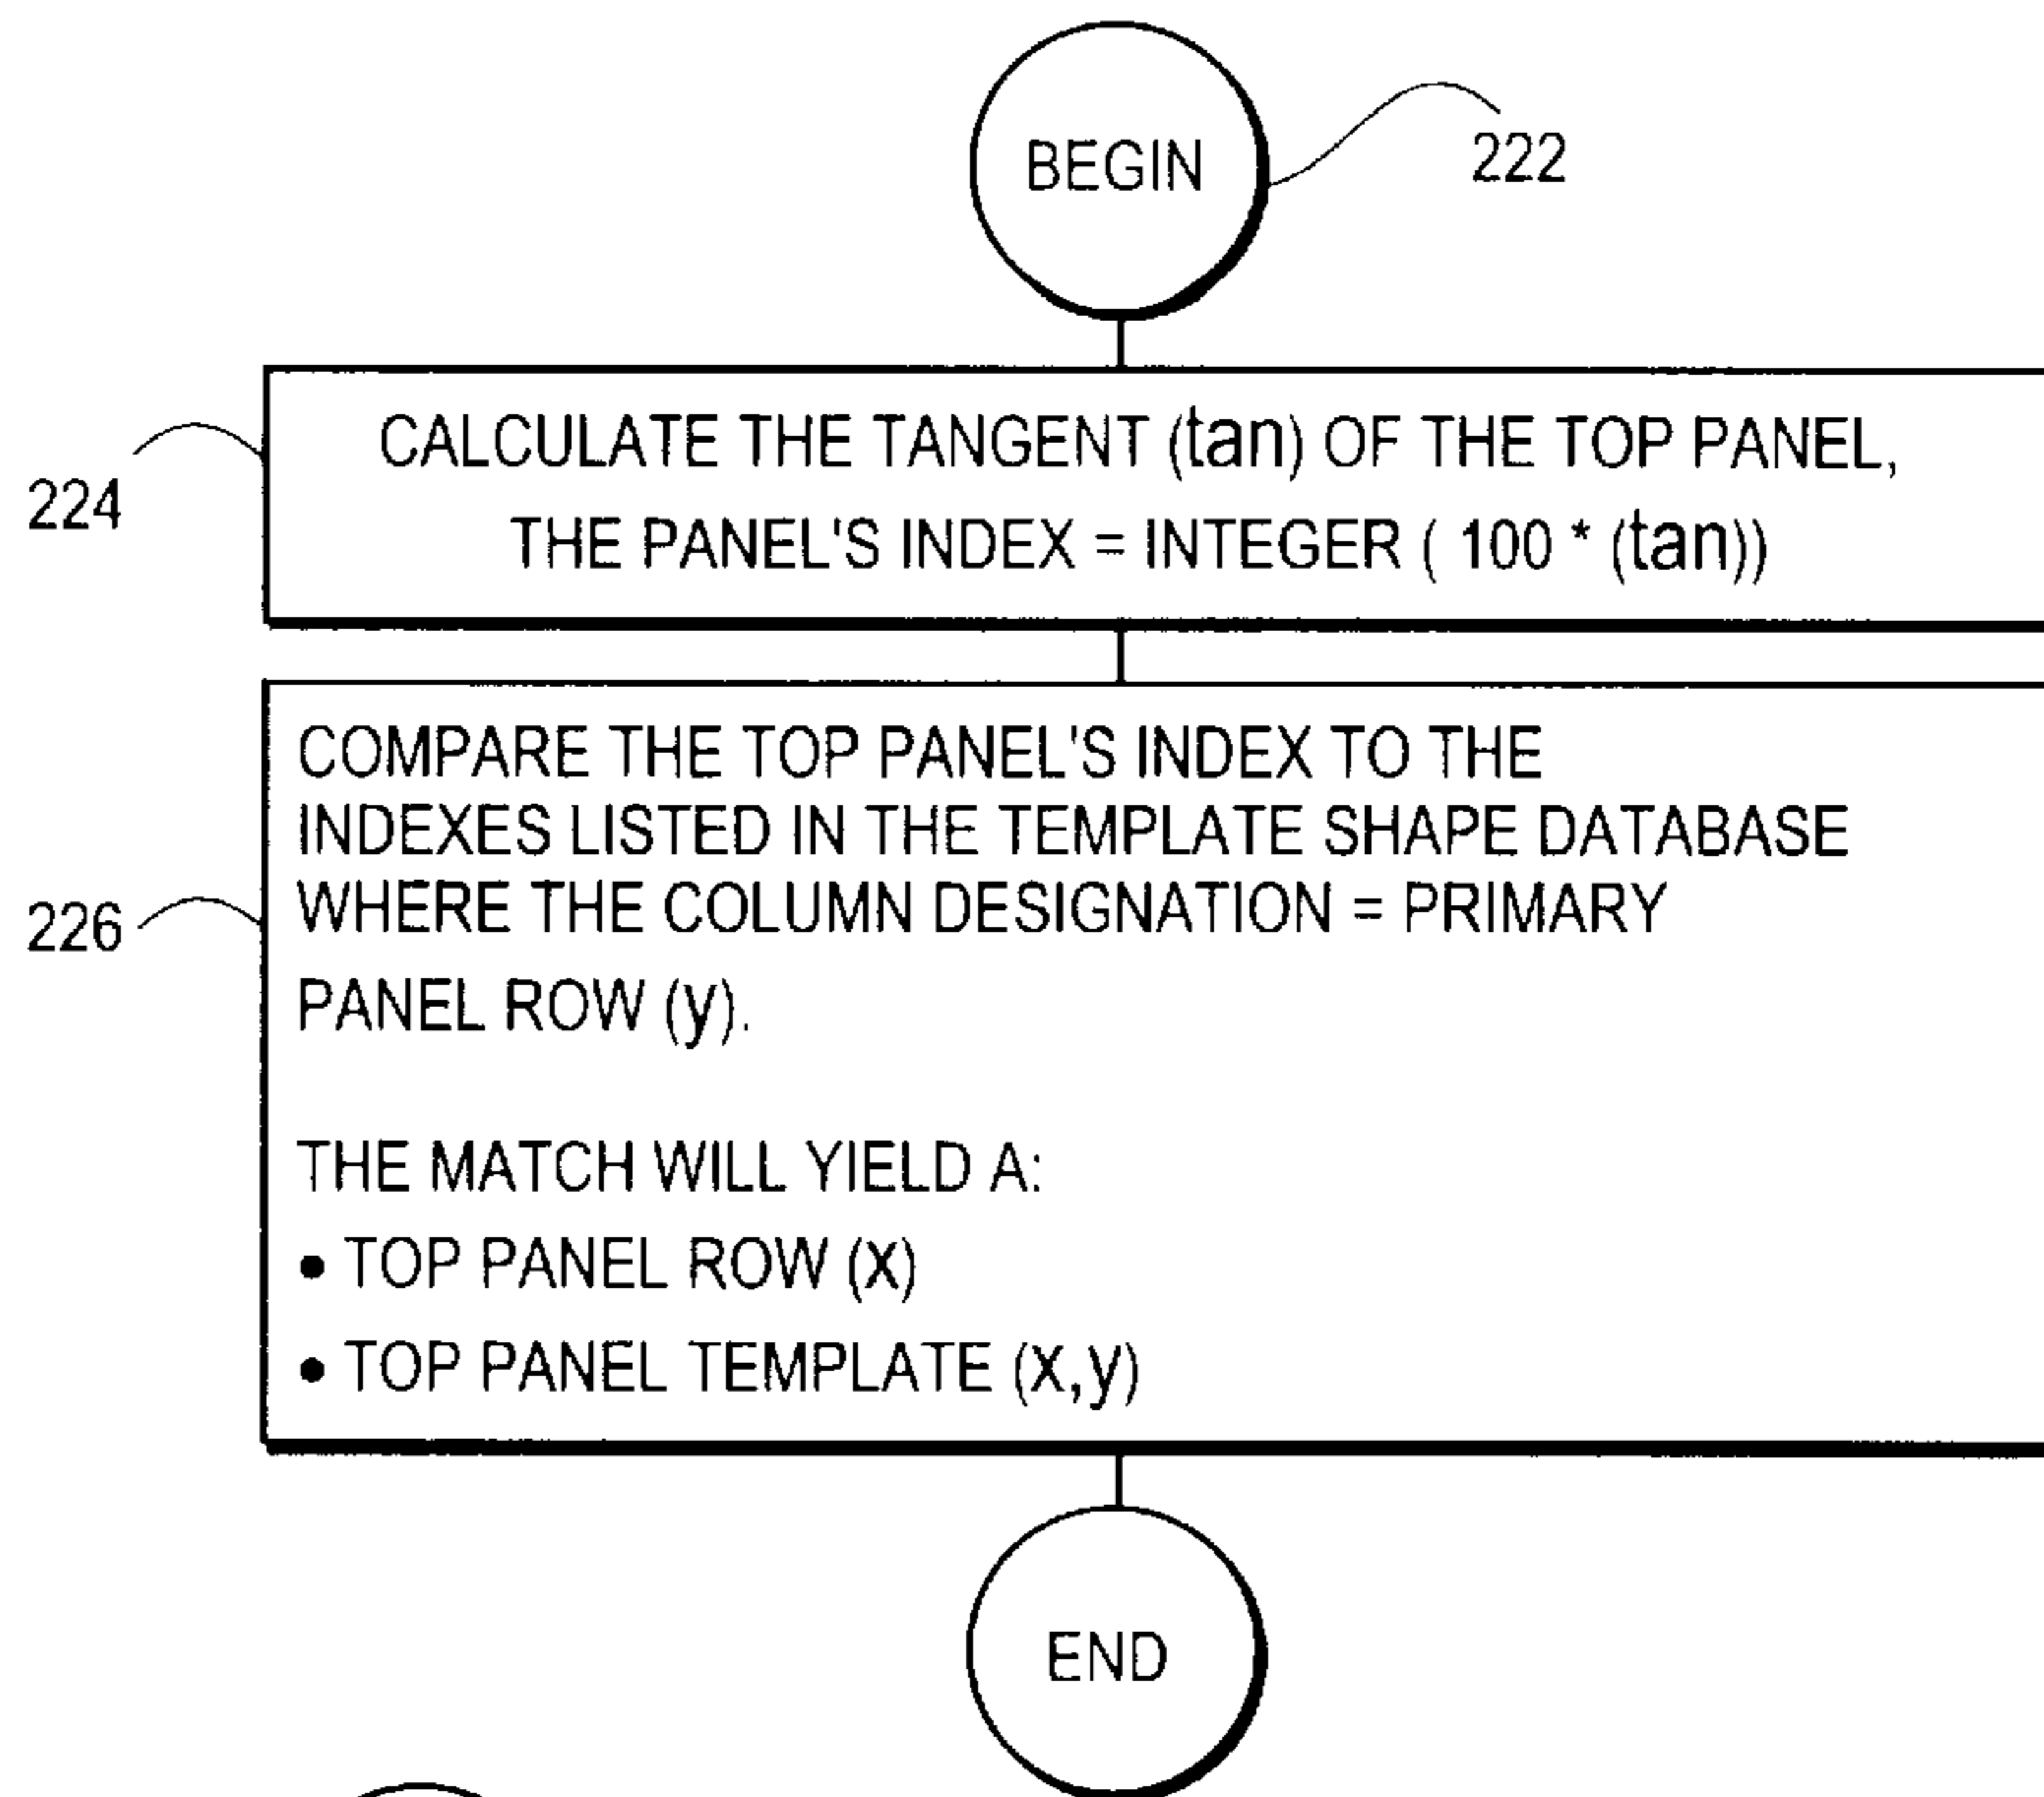 BEGIN
222
CALCULATE THE TANGENT (tan) OF THE TOP PANEL,
THE PANEL'S INDEX = INTEGER ( 100 * (tan))
224
COMPARE THE TOP PANEL'S INDEX TO THE
INDEXES LISTED IN THE TEMPLATE SHAPE DATABASE
WHERE THE COLUMN DESIGNATION = PRIMARY
226
PANEL ROW (y).
THE MATCH WILL YIELD A:
• TOP PANEL ROW (x)
• TOP PANEL TEMPLATE (x,y)
END